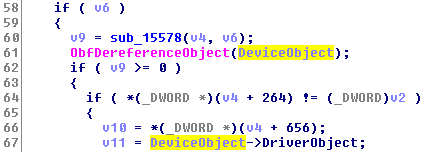 58 if ( v6 )
59 {
60 v9 = sub_15578(v4, v6);
61 ObfDereferenceObject(DeviceObject);
62 if ( v9 >= 0 )
63 {
64 if ( *(_DWORD *)(v4 + 264) != (_DWORD)v2 )
65 {
66 v10 = *(_DWORD *)(v4 + 656);
67 v11 = DeviceObject->DriverObject;